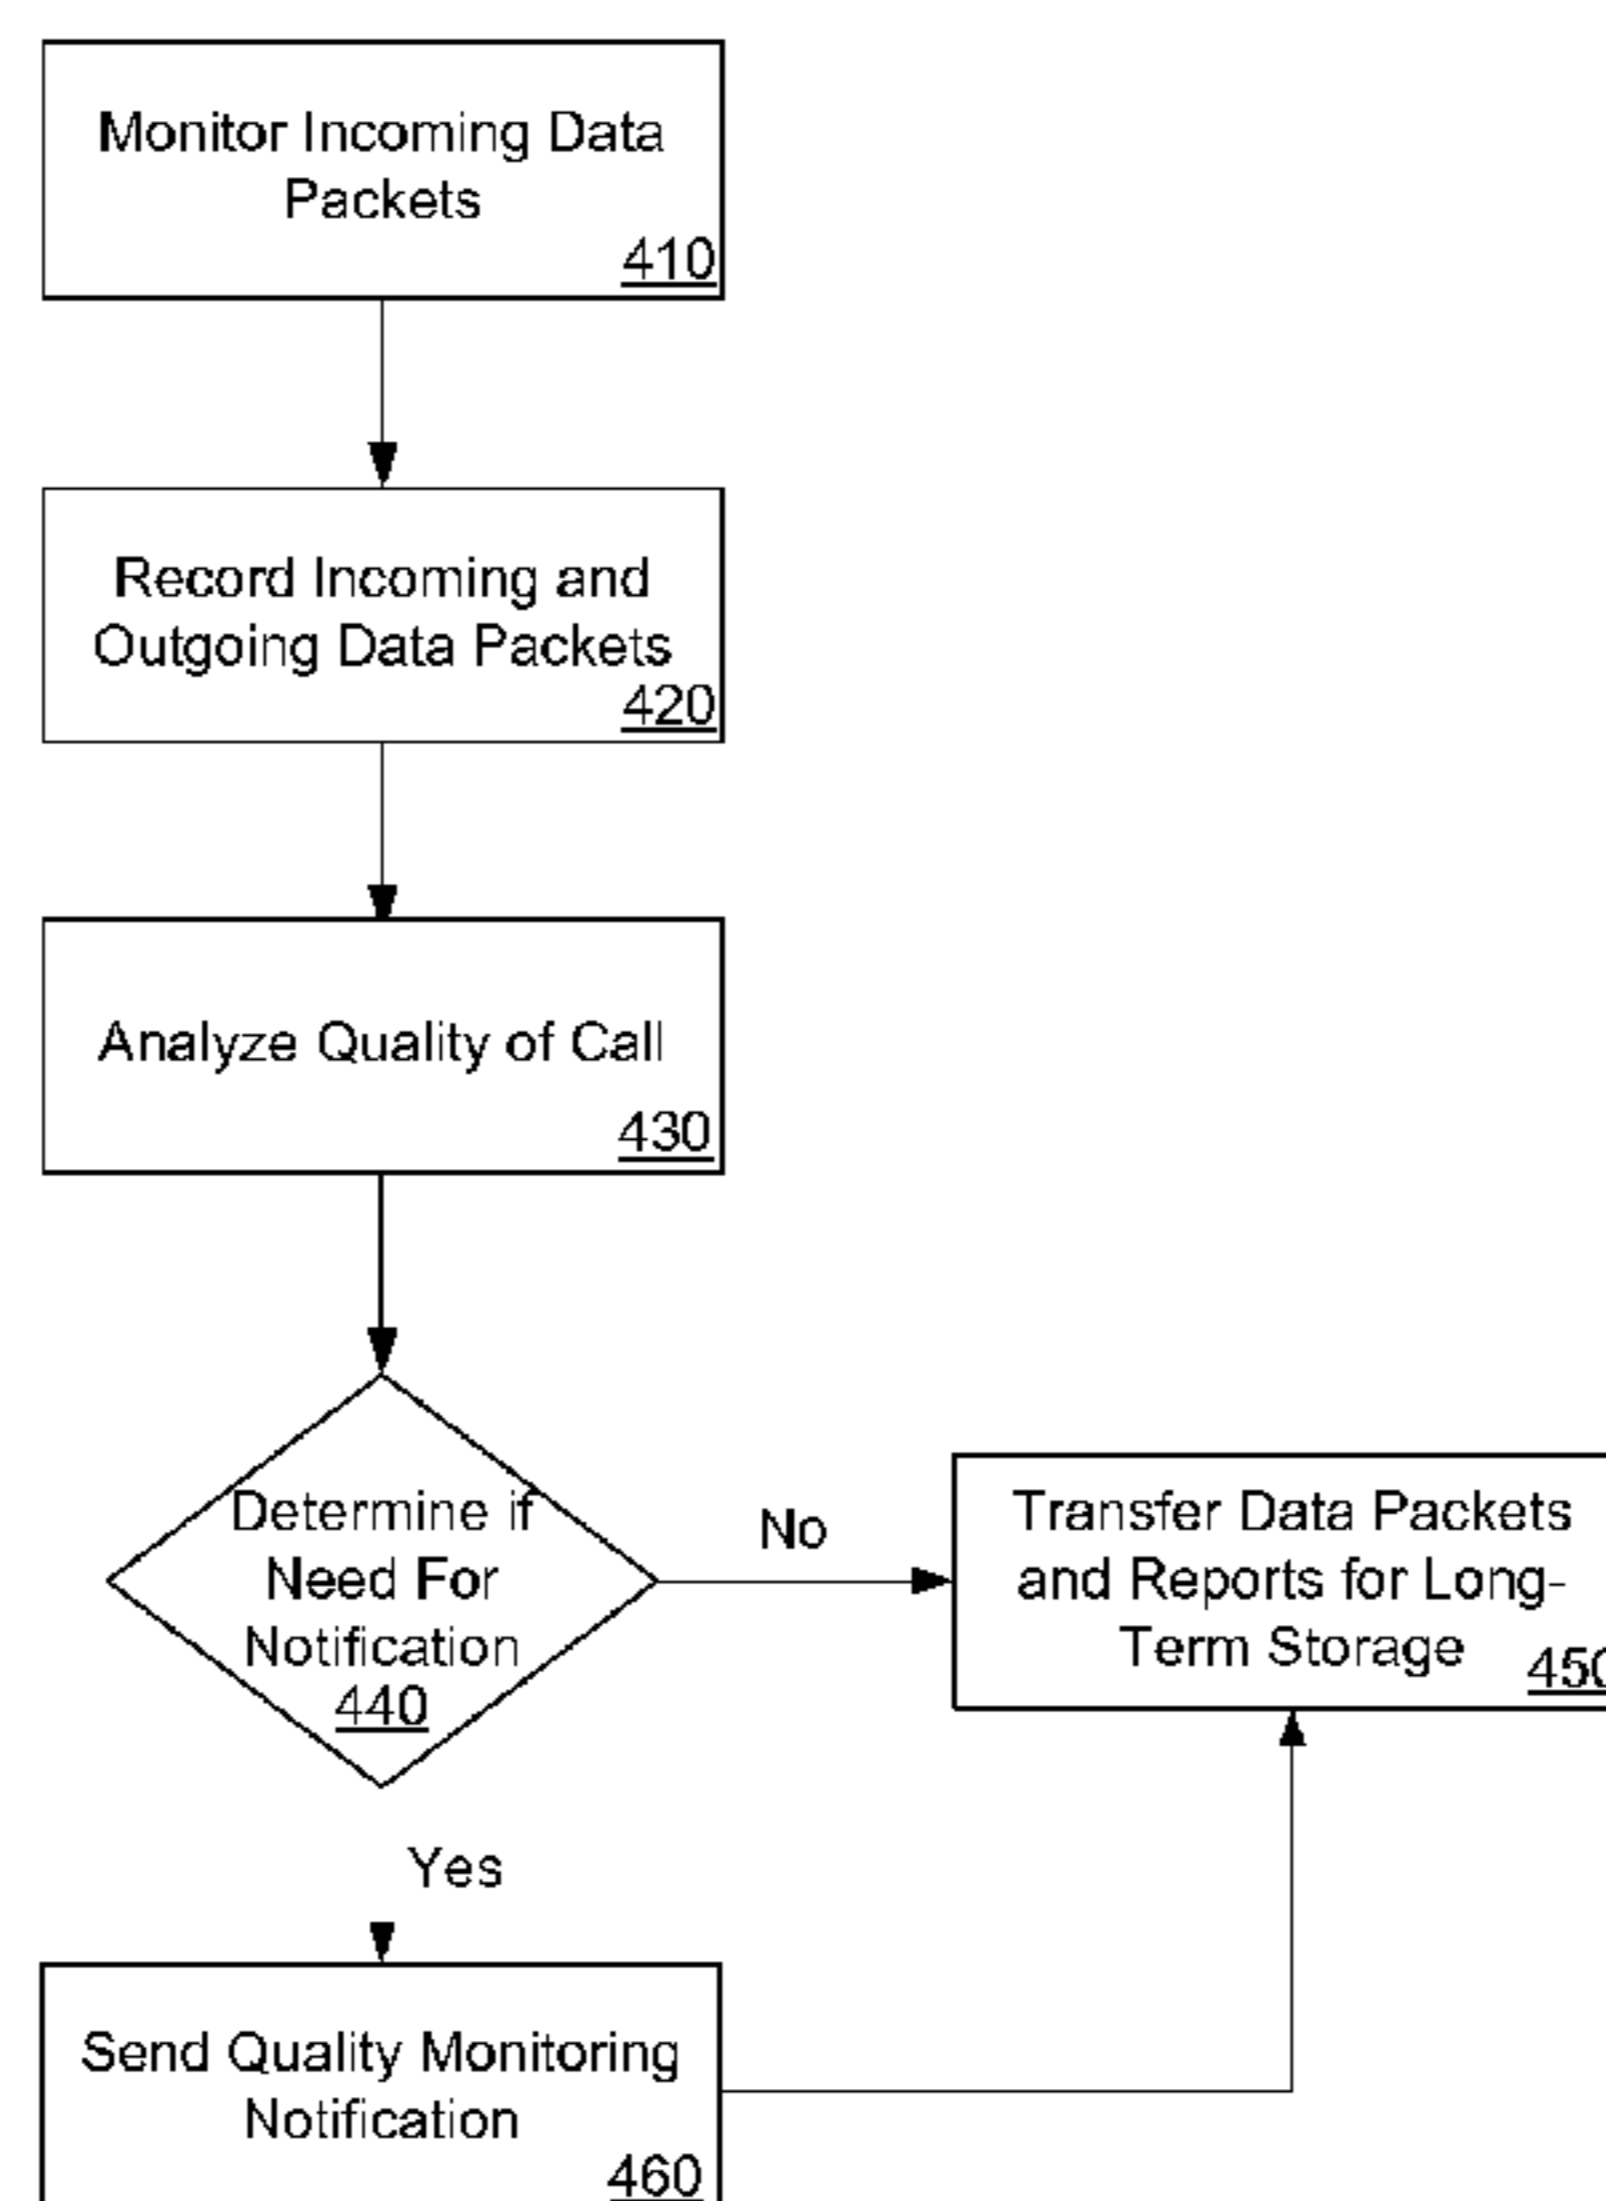 Monitor Incoming Data
Packets
410
Record Incoming and
Outgoing Data Packets
420
Analyze Quality of Call
430
Determine if
Need For
Notification
440
No
Transfer Data Packets
and Reports for Long-
Term Storage
450
Yes
Send Quality Monitoring
Notification
460